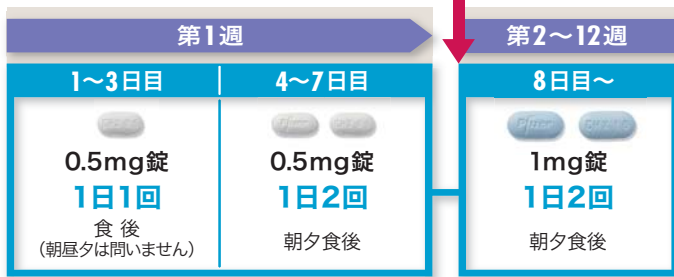 第1週
第2〜12週
1〜3日目
4〜7日目
8日目〜
0.5mg錠
0.5mg錠
1mg錠
1日1回
1日2回
1日2回
食 後
(朝昼夕は問いません)
朝夕食後
朝夕食後
Pfizer